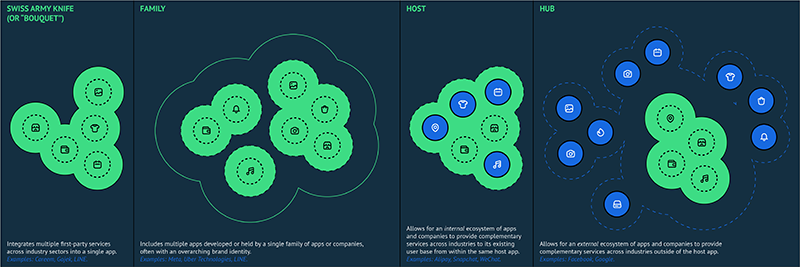 SWISS ARMY KNIFE
(OR “BOUQUET”)
Integrates multiple first-party services
across industry sectors into a single app.
Examples: Careem, Gojek, LINE.
FAMILY
Includes multiple apps developed or held by a single family of apps or companies,
often with an overarching brand identity.
Examples: Meta, Uber Technologies, LINE.
HOST
Allows for an internal ecosystem of apps
and companies to provide complementary
services across industries to its existing
user base from within the same host app.
Examples: Alipay, Snapchat, WeChat.
HUB
Allows for an external ecosystem of apps and companies to provide
complementary services across industries outside of the host app.
Examples: Facebook, Google.